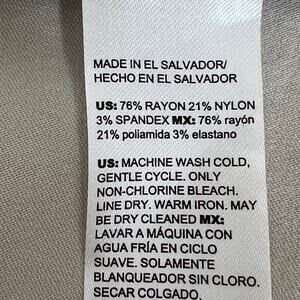 MADE IN EL SALVADOR/
HECHO EN EL SALVADOR
US: 76% RAYON 21% NYLON
3% SPANDEX MX: 76% rayón
21% poliamida 3% elastano
US: MACHINE WASH COLD,
GENTLE CYCLE. ONLY
NON-CHLORINE BLEACH.
LINE DRY. WARM IRON. MAY
BE DRY CLEANED MX:
LAVAR A MÁQUINA CON
AGUA FRÍA EN CICLO
SUAVE. SOLAMENTE
BLANQUEADOR SIN CLORO.
SECAR COLGADO.